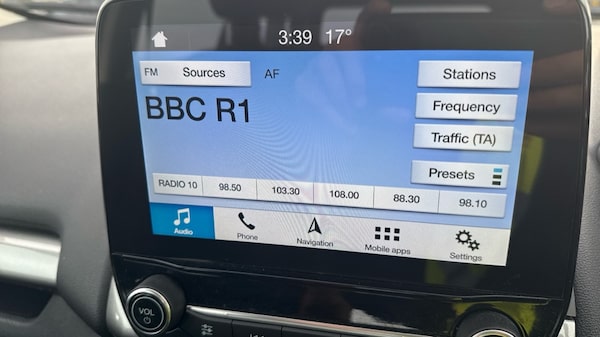 3:39 17°
FM Sources AF Stations
BBC R1
Frequency
Traffic (TA)
Presets
RADIO 10 98.50 103.30 108.00 88.30 98.10
Audio Phone Navigation Mobile apps Settings
VOL